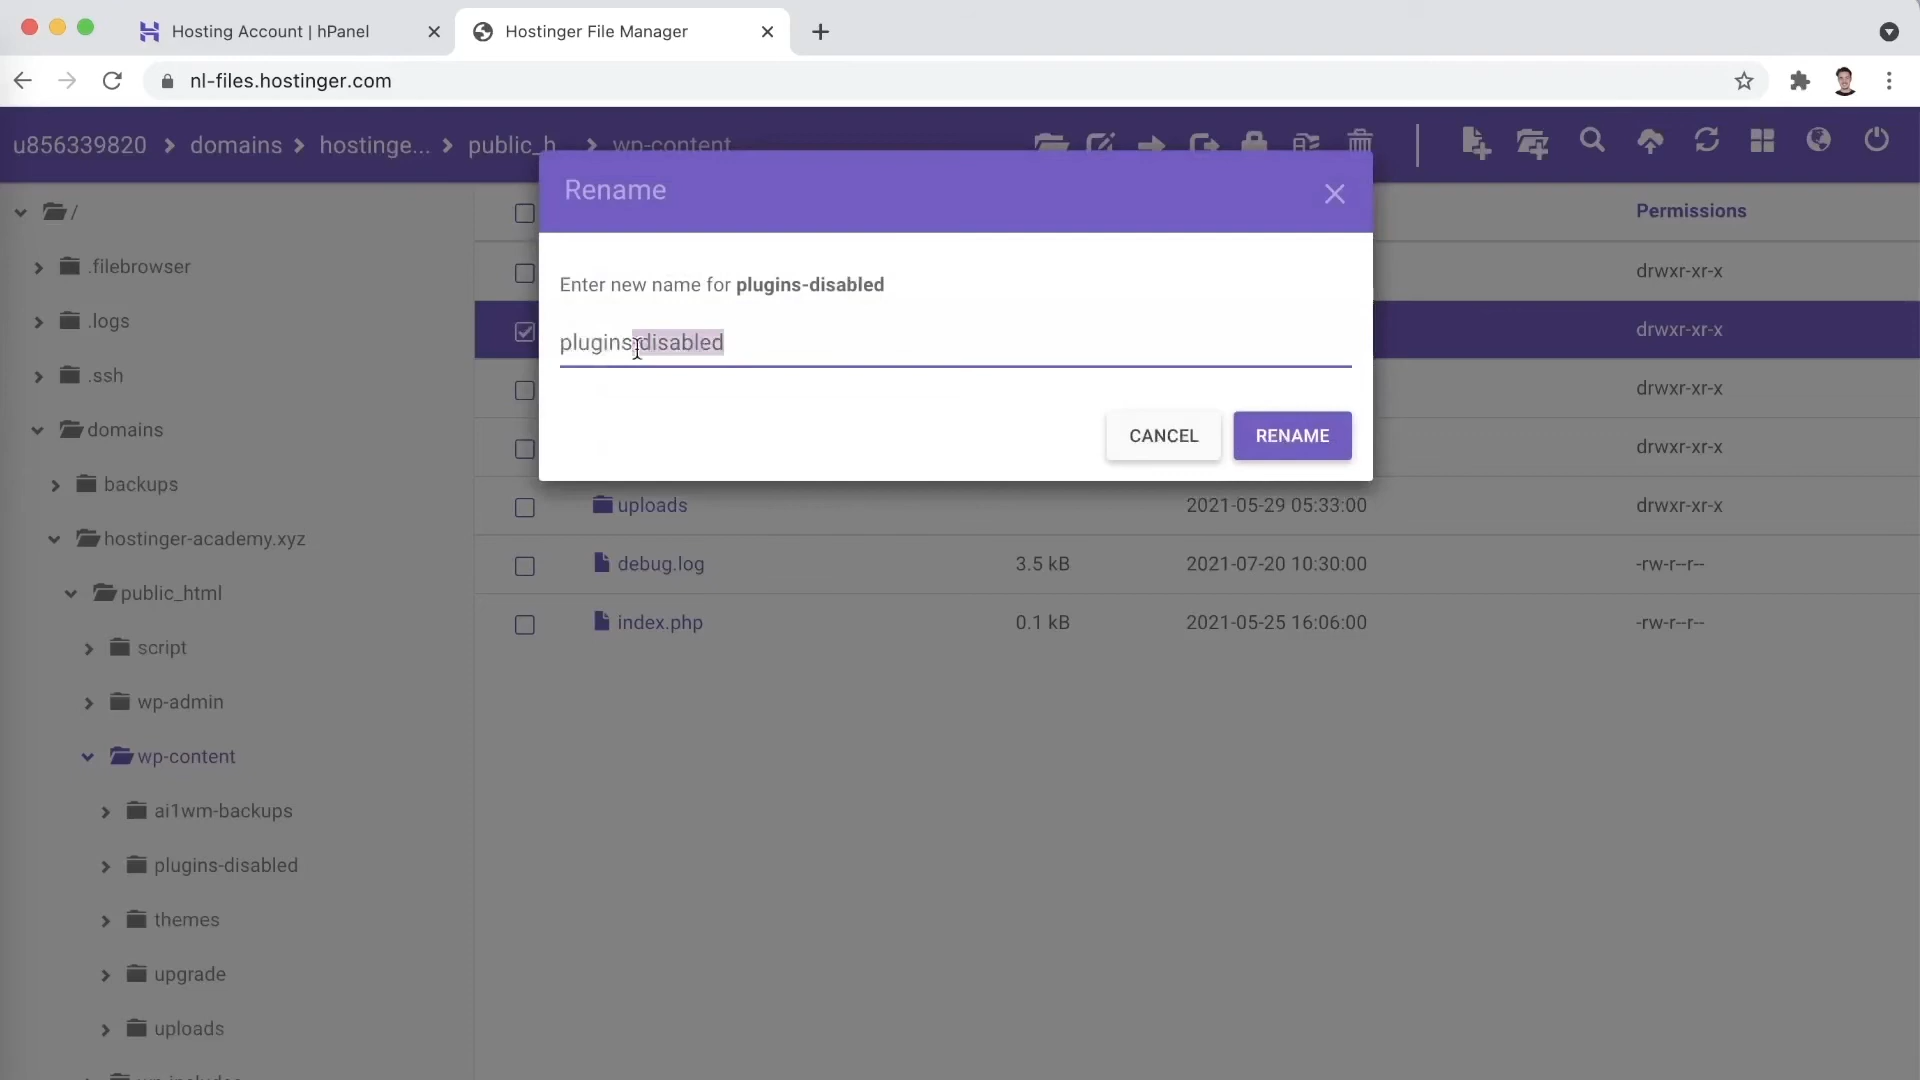 Hosting Account | hPanel
Hostinger File Manager
nl-files.hostinger.com
u856339820 > domains > hostinge... > public_h > wp-content
Rename
Enter new name for plugins-disabled
plugins-disabled
CANCEL RENAME
/
.filebrowser
.logs
.ssh
domains
backups
hostinger-academy.xyz
public_html
script
wp-admin
wp-content
ai1wm-backups
plugins-disabled
themes
upgrade
uploads
Permissions
drwxr-xr-x
drwxr-xr-x
drwxr-xr-x
drwxr-xr-x
uploads 2021-05-29 05:33:00 drwxr-xr-x
debug.log 3.5 kB 2021-07-20 10:30:00 -rw-r--r--
index.php 0.1 kB 2021-05-25 16:06:00 -rw-r--r--